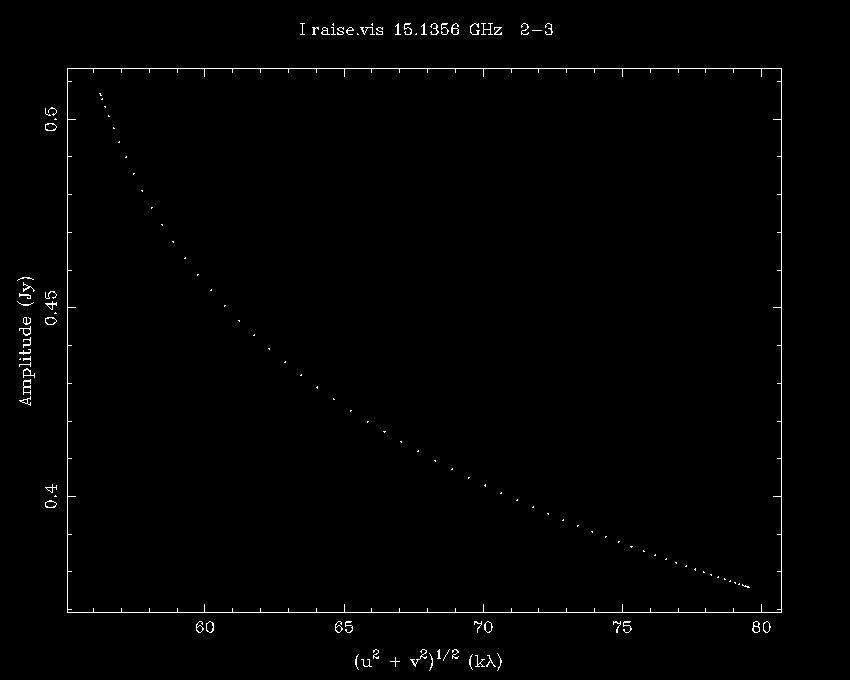 I raise.vis 15.1356 GHz 2-3
0.5
0.45
0.4
Amplitude (Jy)
60 65 70 75 80
(u² + v²)¹/² (kλ)